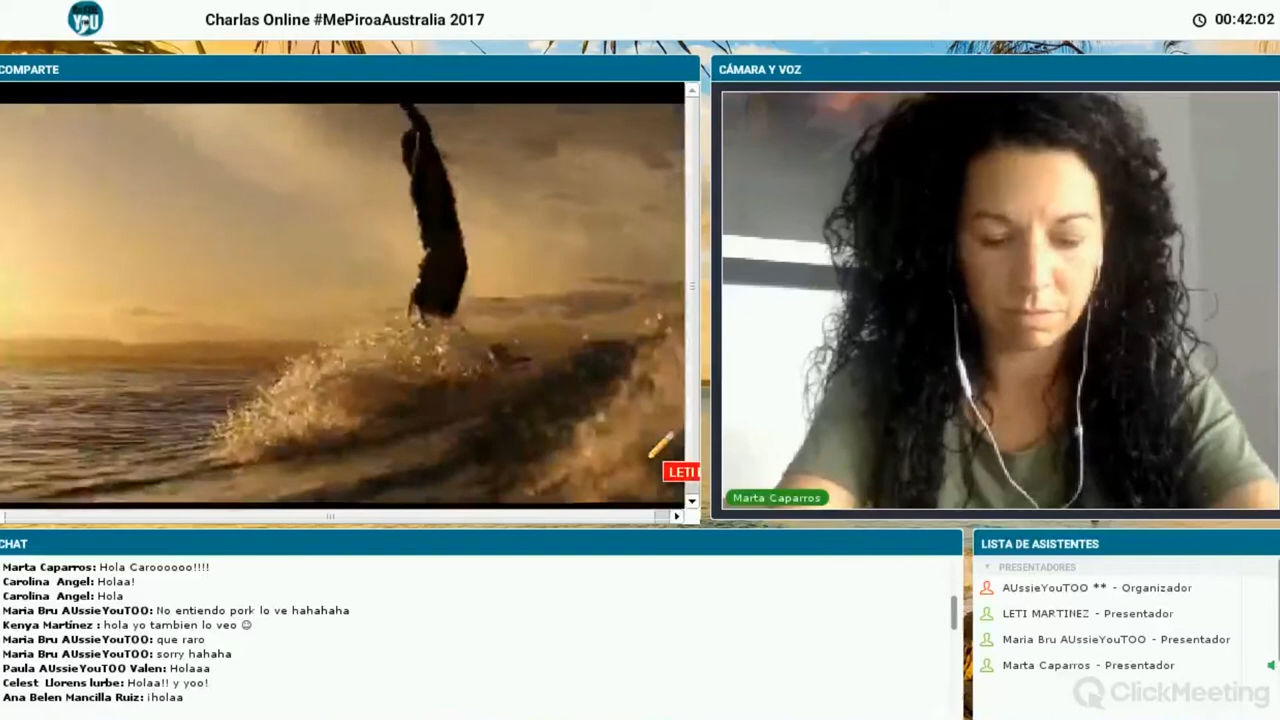 YOU
Charlas Online #MePiroaAustralia 2017
00:42:02
COMPARTE
CÁMARA Y VOZ
LETI
Marta Caparros
CHAT
Marta Caparros: Hola Caroooooo!!!!
Carolina Angel: Holaa!
Carolina Angel: Hola
Maria Bru AUssieYouTOO: No entiendo pork lo ve hahahaha
Kenya Martínez : hola yo tambien lo veo ☺
Maria Bru AUssieYouTOO: que raro
Maria Bru AUssieYouTOO: sorry hahaha
Paula AUssieYouTOO Valen: Holaaa
Celest Llorens Iurbe: Holaa!! y yoo!
Ana Belen Mancilla Ruiz: ¡holaa
LISTA DE ASISTENTES
PRESENTADORES
AUssieYouTOO ** - Organizador
LETI MARTINEZ - Presentador
Maria Bru AUssieYouTOO - Presentador
Marta Caparros - Presentador
ClickMeeting